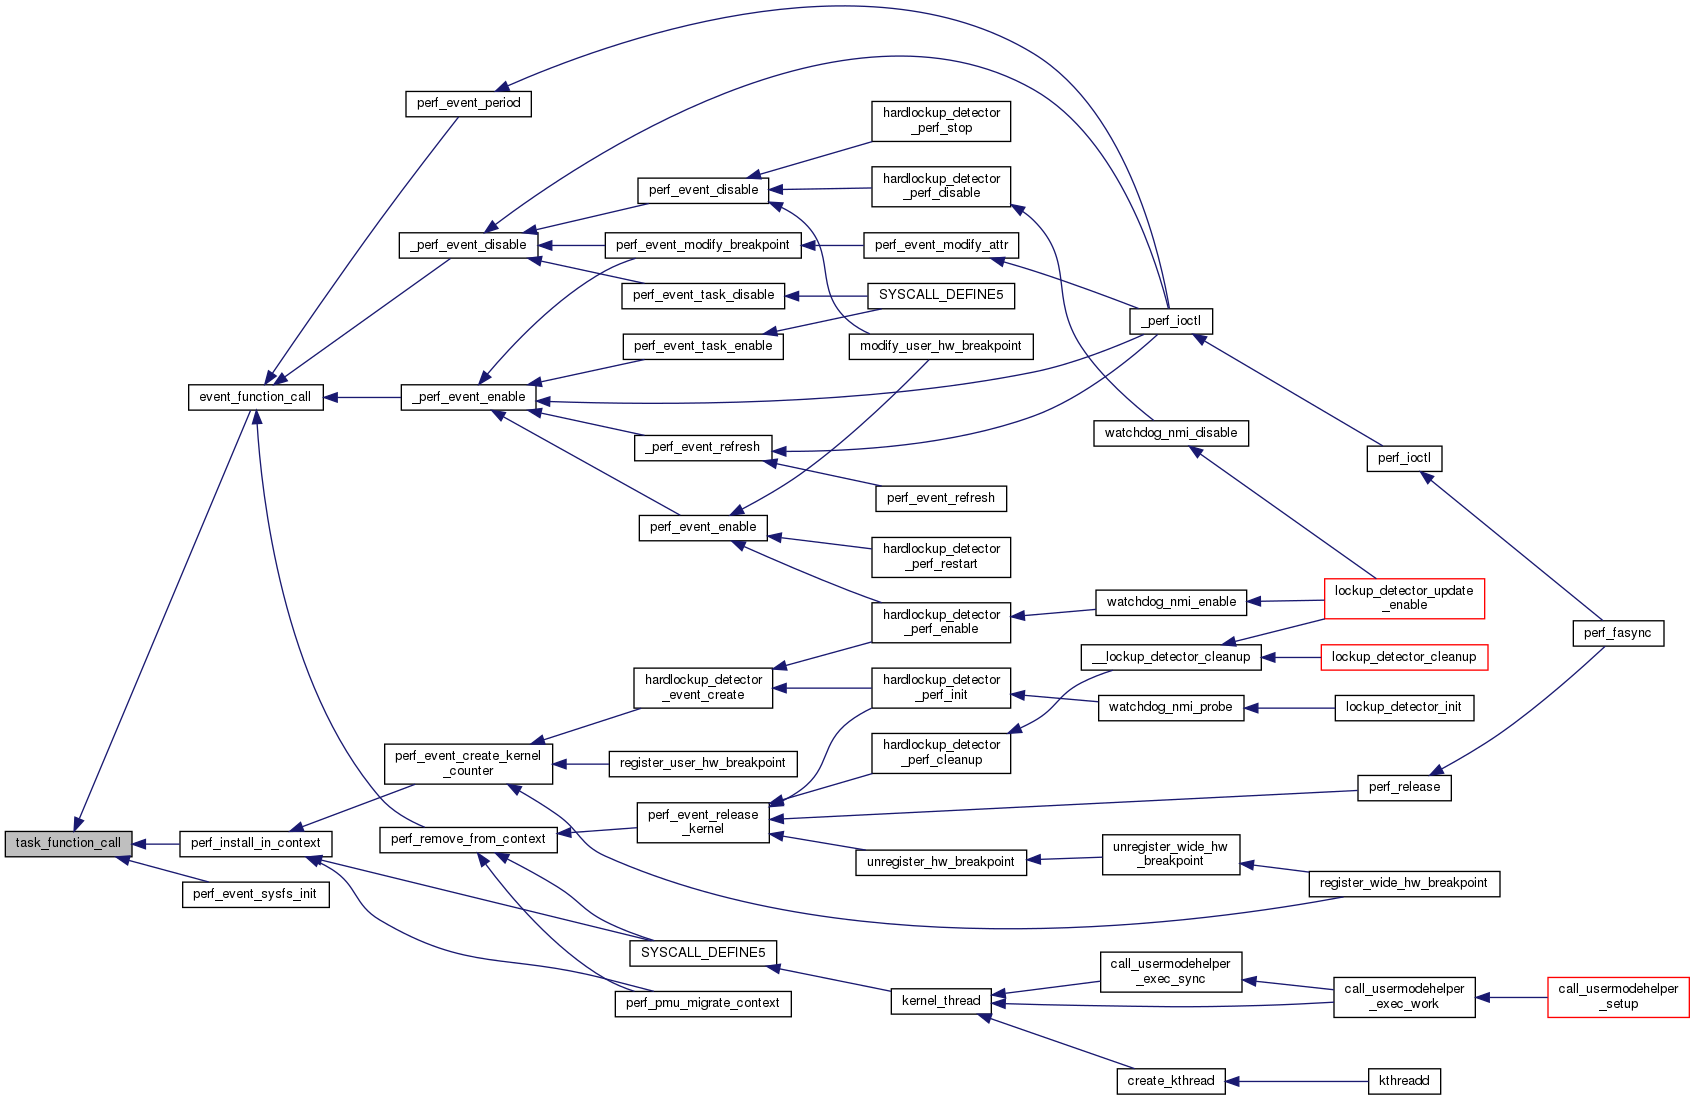 perf_event_period
hardlockup_detector
_perf_stop
perf_event_disable
hardlockup_detector
_perf_disable
_perf_event_disable
perf_event_modify_breakpoint
perf_event_modify_attr
perf_event_task_disable
SYSCALL_DEFINE5
_perf_ioctl
perf_event_task_enable
modify_user_hw_breakpoint
event_function_call
_perf_event_enable
watchdog_nmi_disable
_perf_event_refresh
perf_ioctl
perf_event_refresh
perf_event_enable
hardlockup_detector
_perf_restart
hardlockup_detector
_perf_enable
watchdog_nmi_enable
lockup_detector_update
_enable
perf_fasync
__lockup_detector_cleanup
lockup_detector_cleanup
hardlockup_detector
_event_create
hardlockup_detector
_perf_init
watchdog_nmi_probe
lockup_detector_init
perf_event_create_kernel
_counter
register_user_hw_breakpoint
hardlockup_detector
_perf_cleanup
perf_release
perf_event_release
_kernel
task_function_call
perf_install_in_context
perf_remove_from_context
unregister_hw_breakpoint
unregister_wide_hw
_breakpoint
register_wide_hw_breakpoint
perf_event_sysfs_init
SYSCALL_DEFINE5
perf_pmu_migrate_context
kernel_thread
call_usermodehelper
_exec_sync
call_usermodehelper
_exec_work
call_usermodehelper
_setup
create_kthread
kthreadd